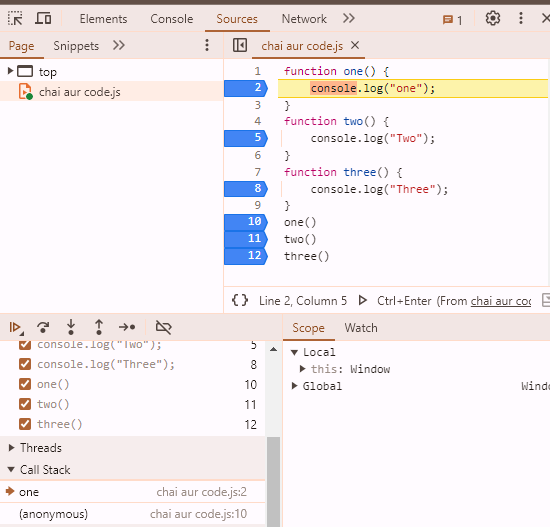 Elements Console Sources Network 1
Page Snippets
chai aur code.js
top
chai aur code.js
1 function one() {
2 console.log("one");
3 }
4 function two() {
5 console.log("Two");
6 }
7 function three() {
8 console.log("Three");
9 }
10 one()
11 two()
12 three()
{} Line 2, Column 5 Ctrl+Enter (From chai aur coc
console.log("Two"); 5
console.log("Three"); 8
one() 10
two() 11
three() 12
Threads
Call Stack
one chai aur code.js:2
(anonymous) chai aur code.js:10
Scope Watch
Local
this: Window
Global Windo